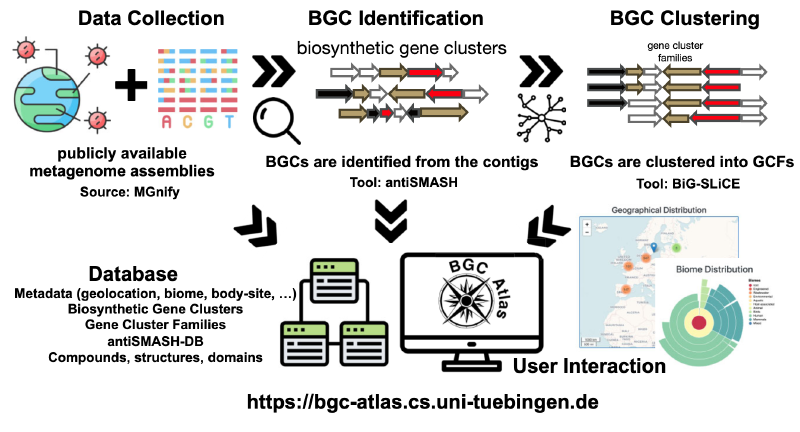 Data Collection
A C G T
publicly available
metagenome assemblies
Source: MGnify
BGC Identification
biosynthetic gene clusters
BGCs are identified from the contigs
Tool: antiSMASH
BGC Clustering
gene cluster
families
BGCs are clustered into GCFs
Tool: BiG-SLiCE
Database
Metadata (geolocation, biome, body-site, …)
Biosynthetic Gene Clusters
Gene Cluster Families
antiSMASH-DB
Compounds, structures, domains
BGC Atlas
Geographical Distribution
Biome Distribution
User Interaction
https://bgc-atlas.cs.uni-tuebingen.de